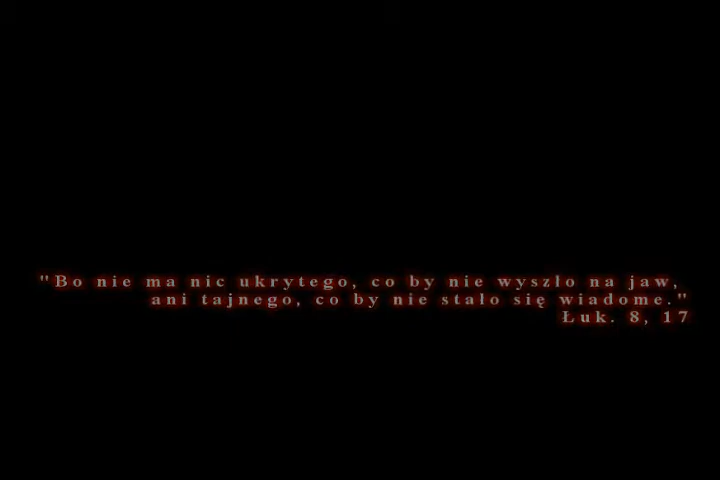 "Bo nie ma nic ukrytego, co by nie wyszło na jaw,
ani tajnego, co by nie stało się wiadome."
Łuk. 8, 17